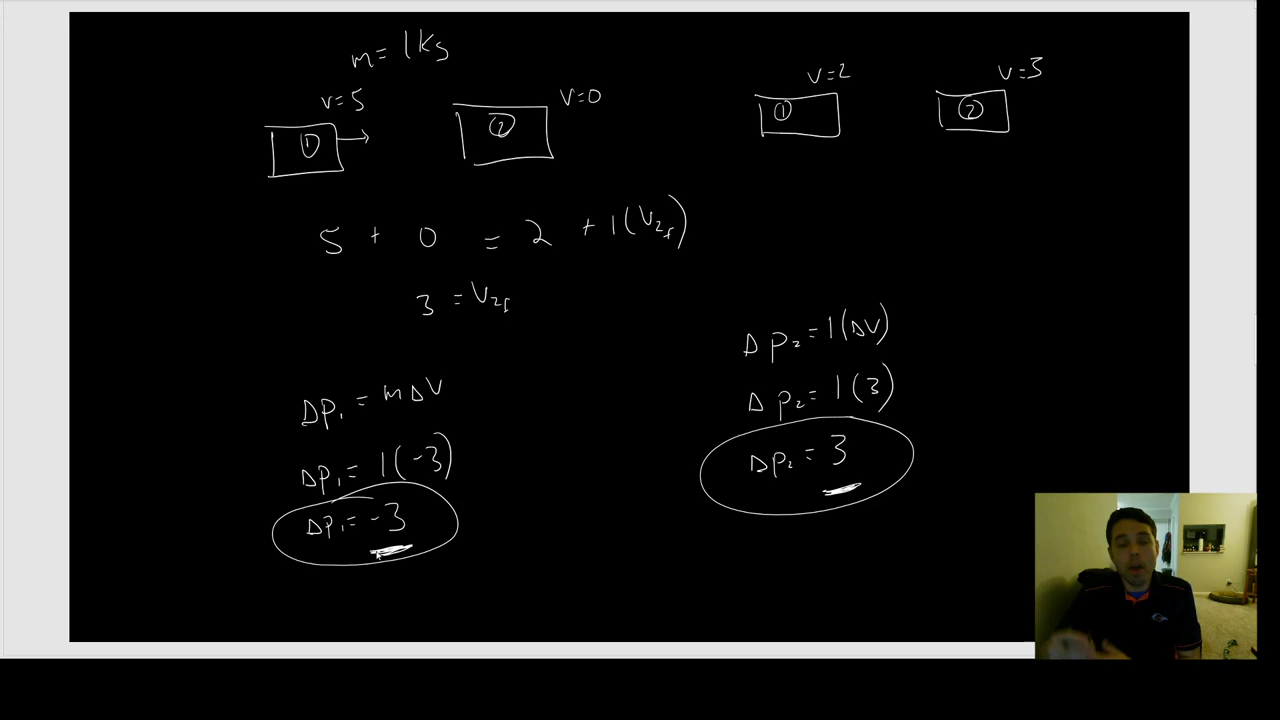 m = 1kg
v=5
①
②
v=0
v=2
①
v=3
②
5 + 0 = 2 + 1(V₂f)
3 = V₂f
Δp₁ = mΔV
Δp₁ = 1(-3)
Δp₁ = -3
Δp₂ = 1(ΔV)
Δp₂ = 1(3)
Δp₂ = 3